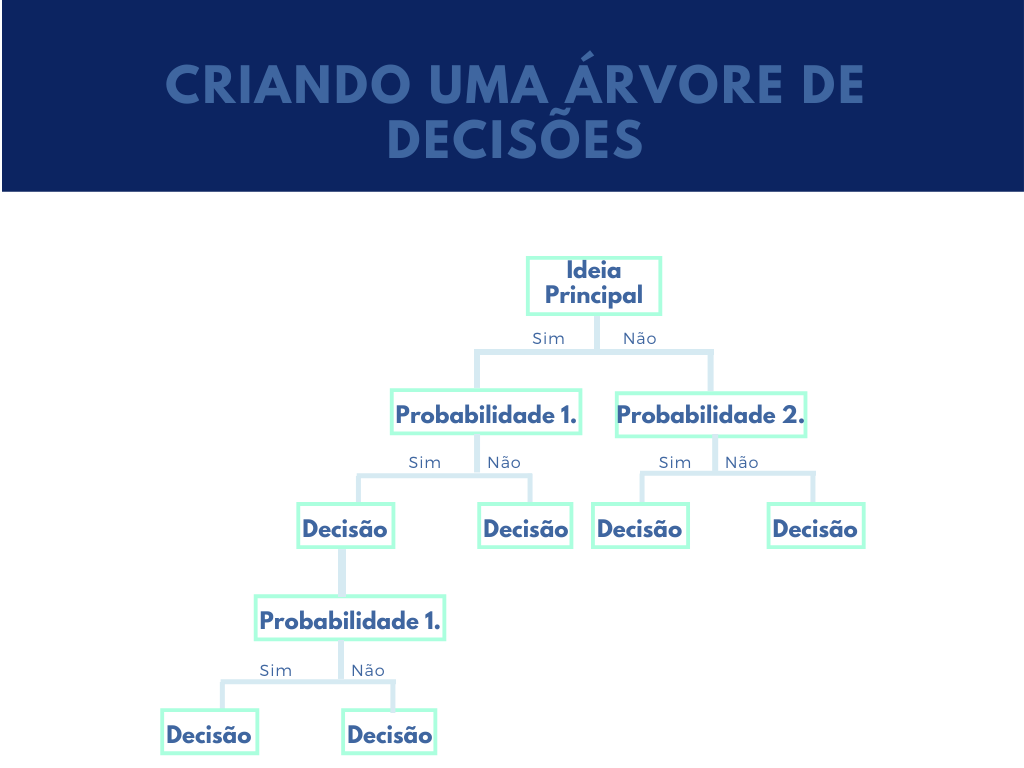 CRIANDO UMA ÁRVORE DE
DECISÕES
Ideia
Principal
Sim Não
Probabilidade 1. Probabilidade 2.
Sim Não Sim Não
Decisão Decisão Decisão Decisão
Probabilidade 1.
Sim Não
Decisão Decisão